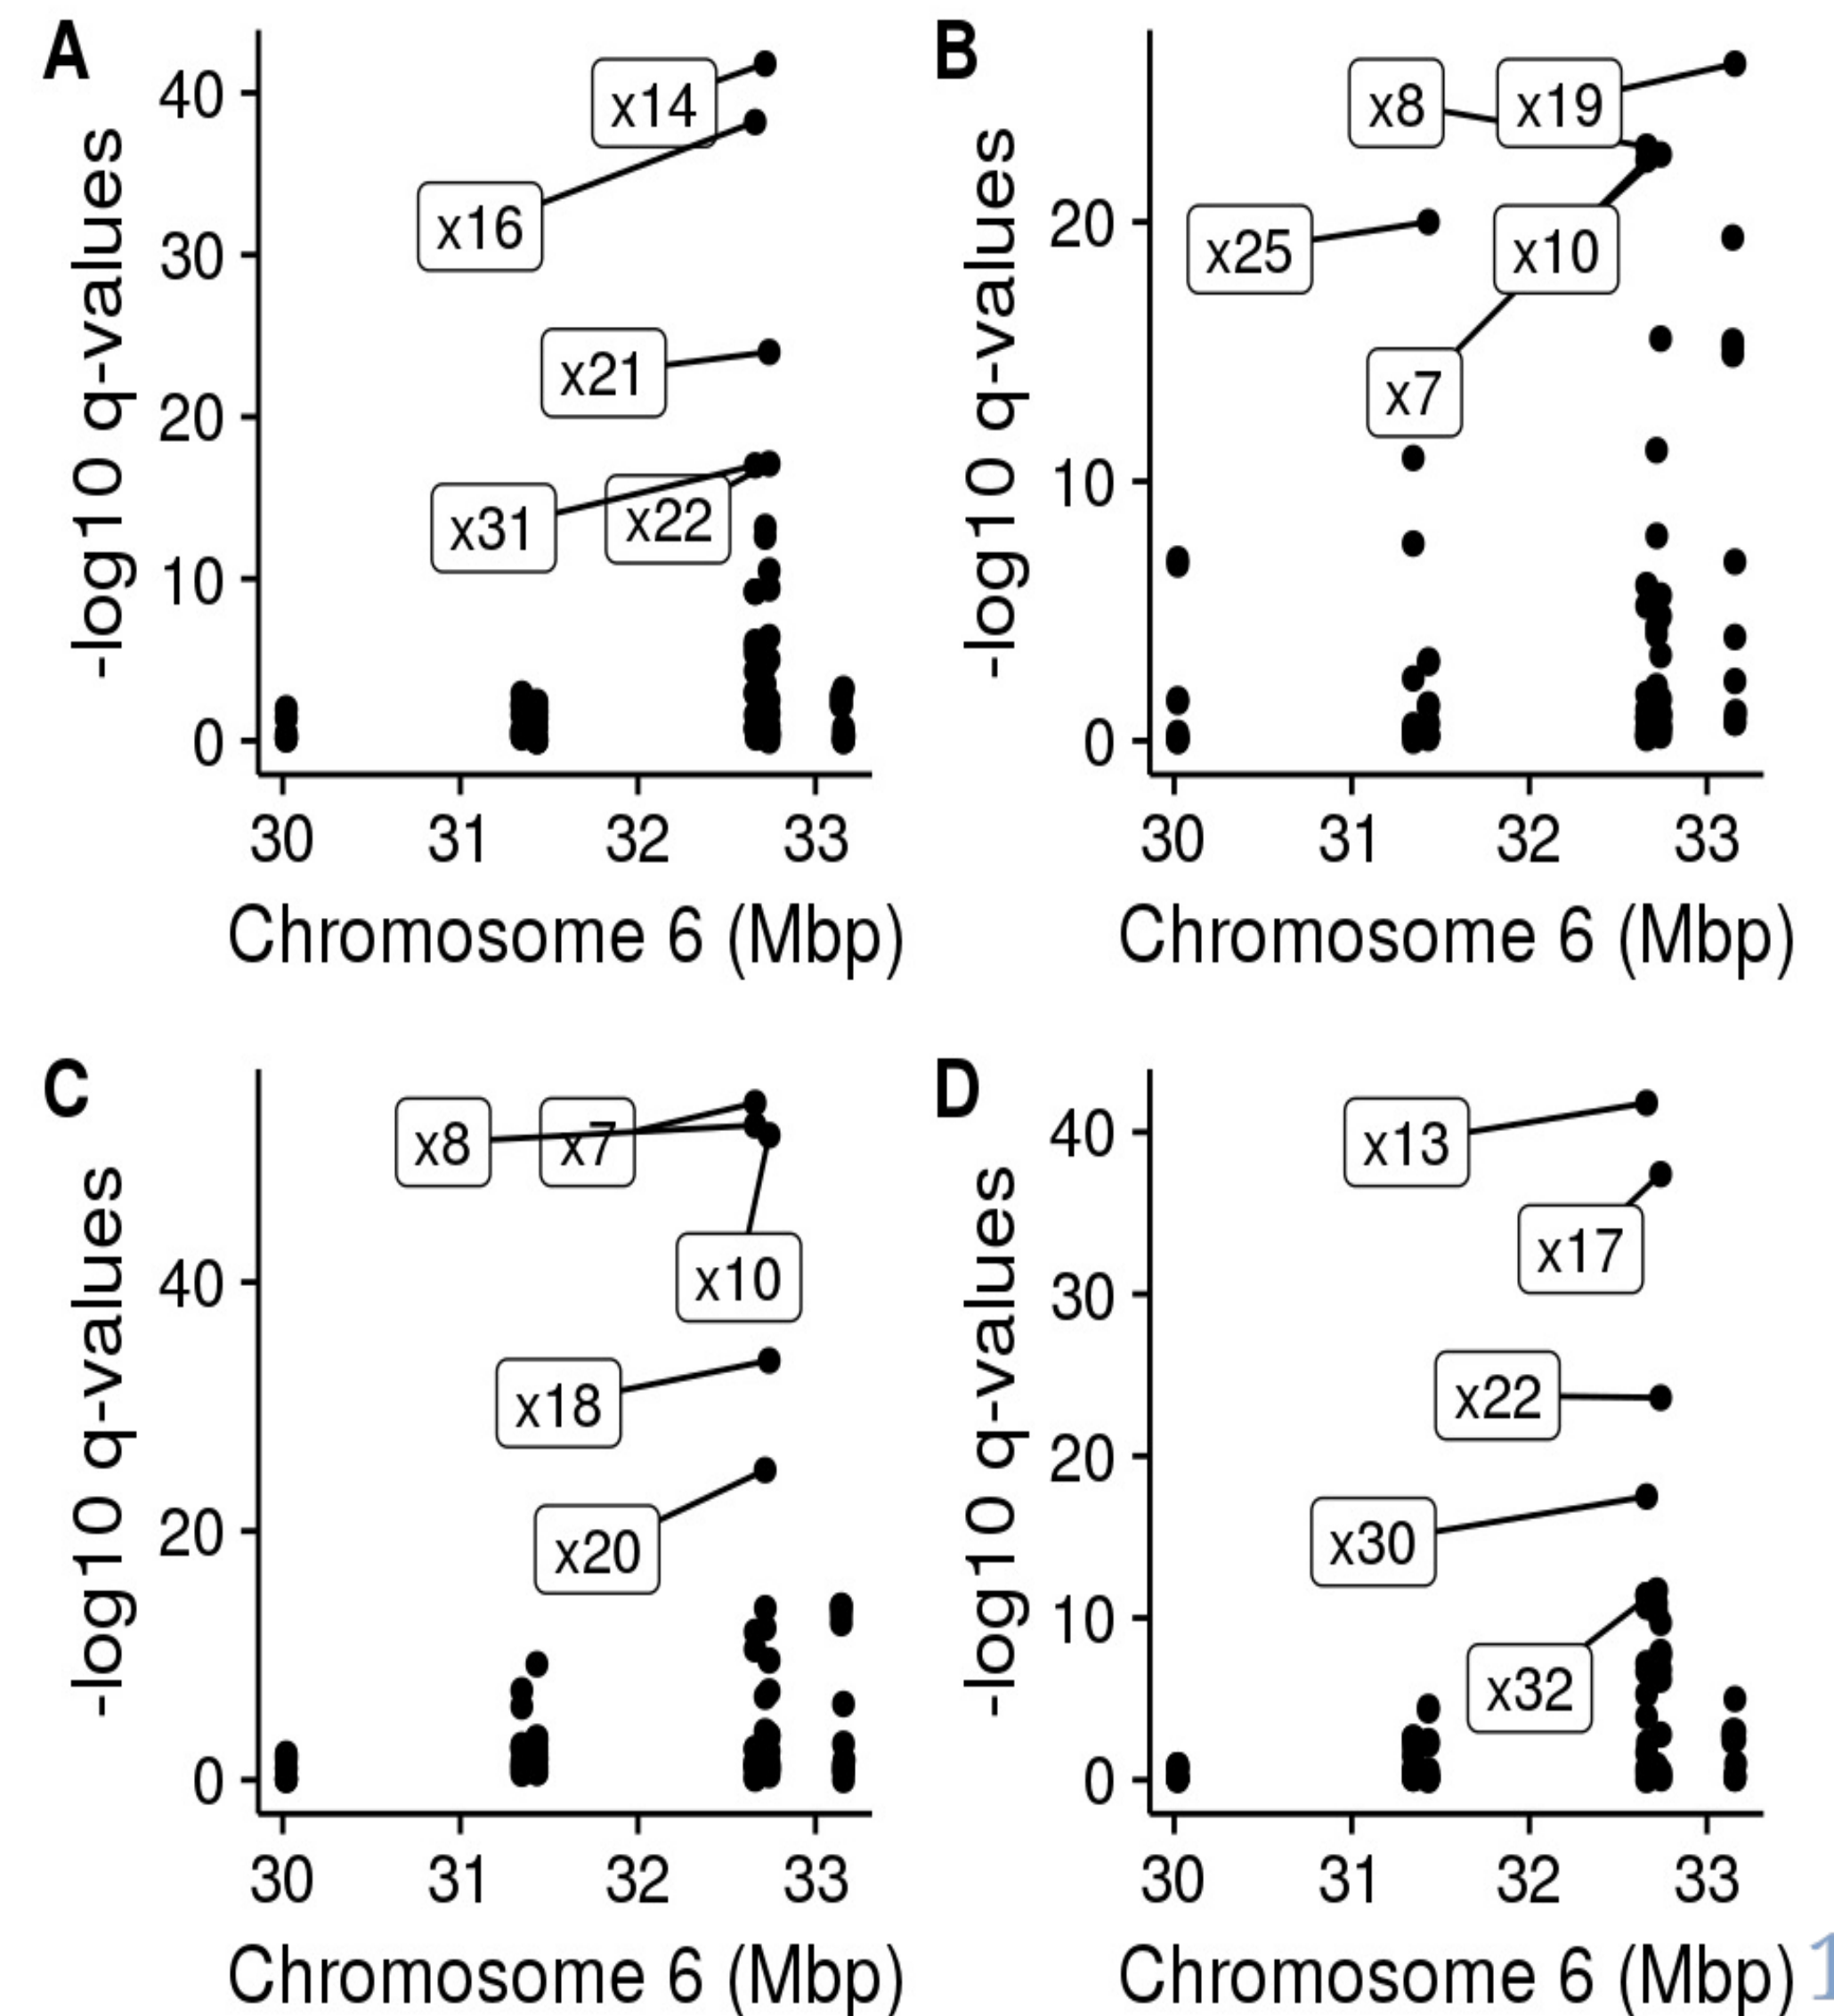 A
-log10 q-values
40
30
20
10
0
x14
x16
x21
x31
x22
30 31 32 33
Chromosome 6 (Mbp)
B
-log10 q-values
20
10
0
x8
x19
x25
x10
x7
30 31 32 33
Chromosome 6 (Mbp)
C
-log10 q-values
40
20
0
x8
x7
x10
x18
x20
30 31 32 33
Chromosome 6 (Mbp)
D
-log10 q-values
40
30
20
10
0
x13
x17
x22
x30
x32
30 31 32 33
Chromosome 6 (Mbp)
1